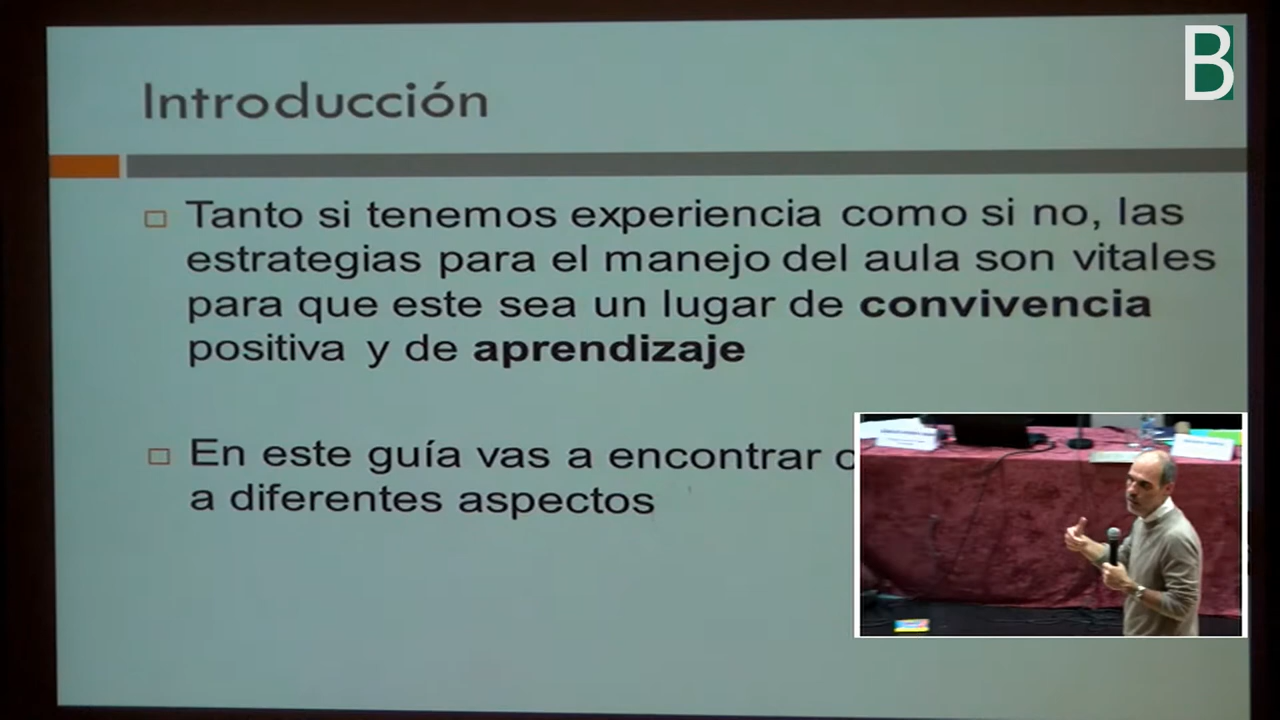 B
Introducción
Tanto si tenemos experiencia como si no, las
estrategias para el manejo del aula son vitales
para que este sea un lugar de convivencia
positiva y de aprendizaje
En este guía vas a encontrar
a diferentes aspectos